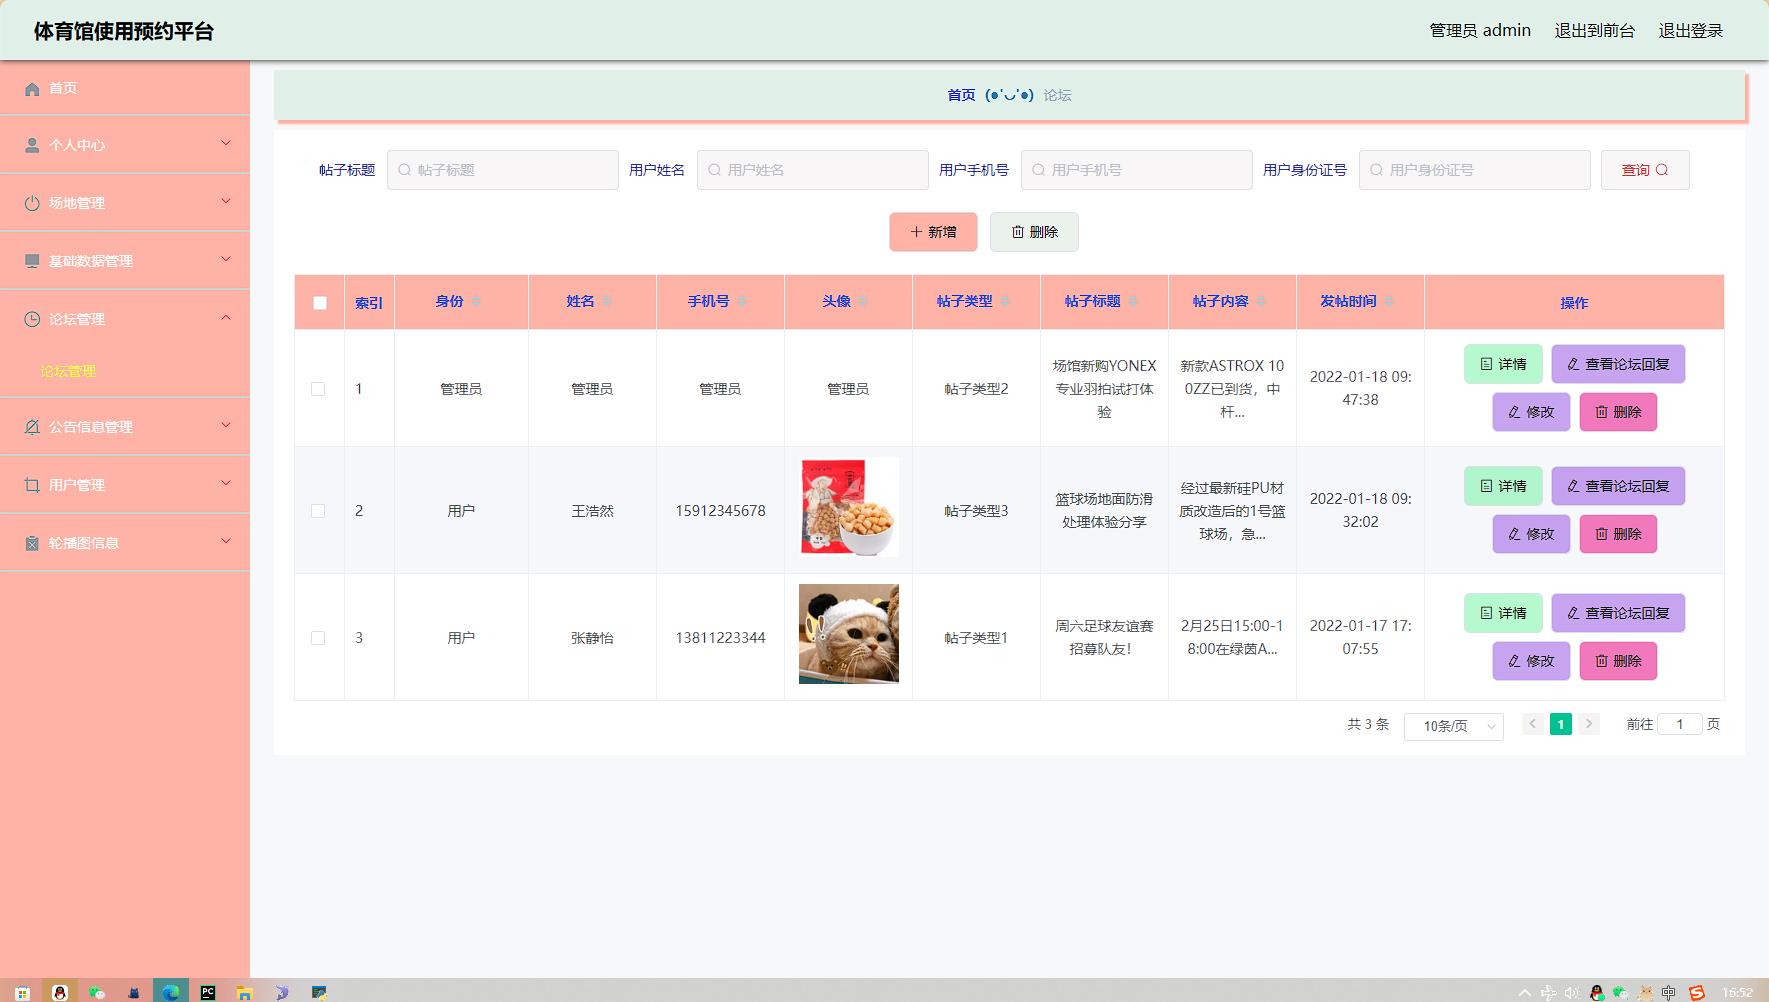 体育馆使用预约平台
管理员 admin 退出到前台 退出登录
首页
个人中心
场地管理
基础数据管理
论坛管理
论坛管理
公告信息管理
用户管理
轮播图信息
首页 (●'◡'●) 论坛
帖子标题 帖子标题 用户姓名 用户姓名 用户手机号 用户手机号 用户身份证号 用户身份证号 查询
新增 删除
索引 身份 姓名 手机号 头像 帖子类型 帖子标题 帖子内容 发帖时间 操作
1 管理员 管理员 管理员 管理员 帖子类型2
场馆新购YONEX
专业羽拍试打体
验
新款ASTROX 10
0ZZ已到货，中
杆...
2022-01-18 09:
47:38
详情 查看论坛回复
修改 删除
2 用户 王浩然 15912345678 帖子类型3
篮球场地面防滑
处理体验分享
经过最新硅PU材
质改造后的1号篮
球场，急...
2022-01-18 09:
32:02
详情 查看论坛回复
修改 删除
3 用户 张静怡 13811223344 帖子类型1
周六足球友谊赛
招募队友！
2月25日15:00-1
8:00在绿茵A...
2022-01-17 17:
07:55
详情 查看论坛回复
修改 删除
共 3 条 10条/页 1 前往 1 页
PC
中
16:52